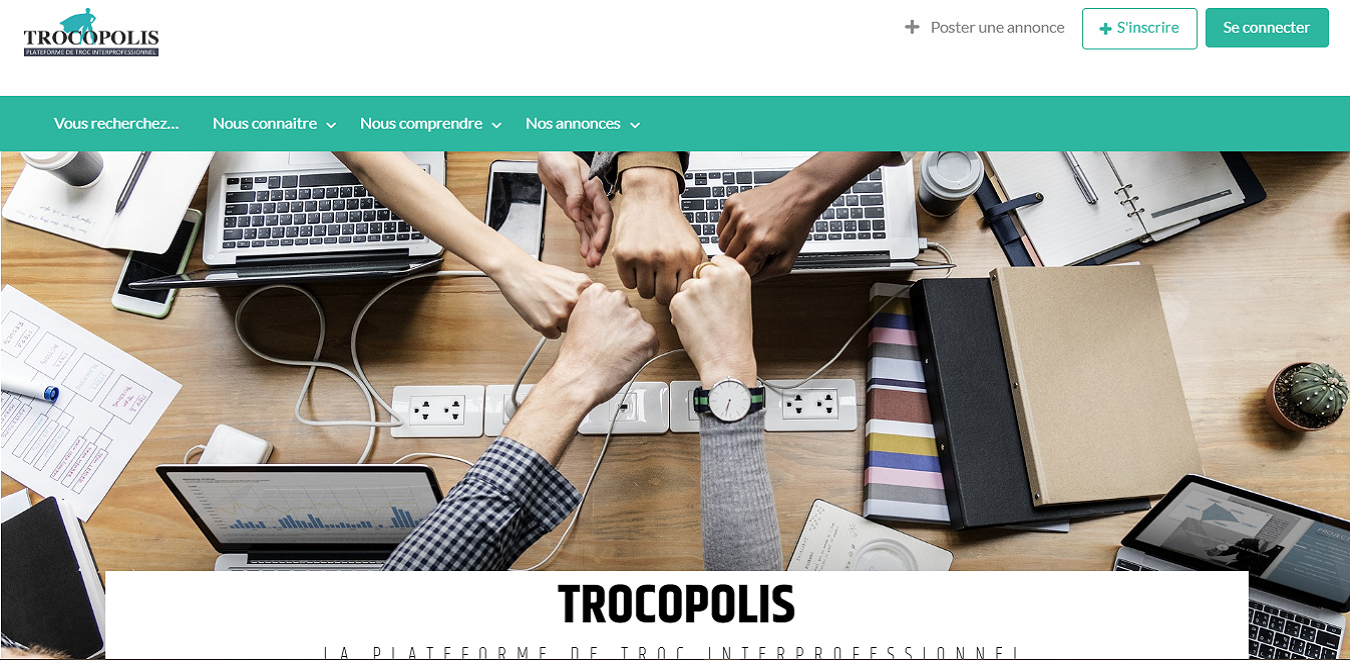 TROCOPOLIS
PLATEFORME DE TROC INTERPROFESSIONNEL
Poster une annonce
S'inscrire
Se connecter
Vous recherchez...
Nous connaitre
Nous comprendre
Nos annonces
PROJECT
TROCOPOLIS
LA PLATEFORME DE TROC INTERPROFESSIONNEL